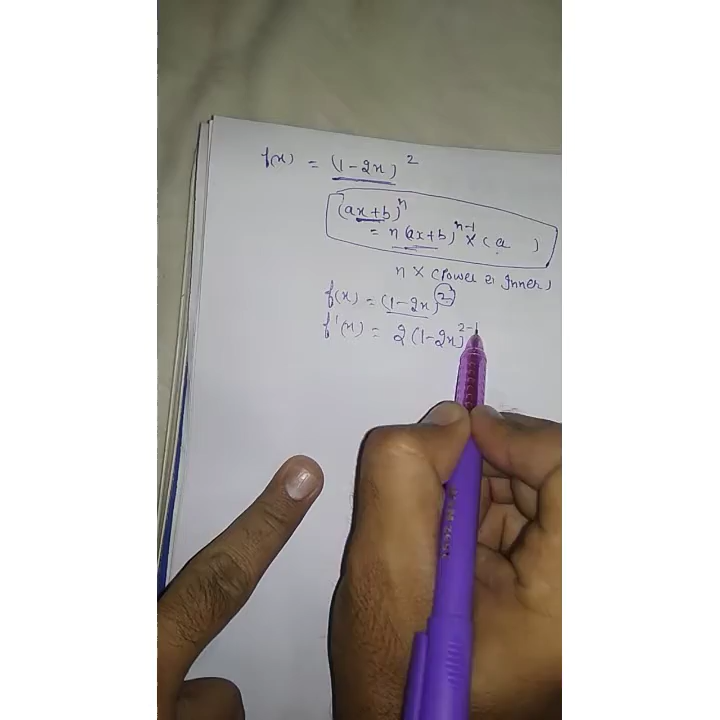 f(x) = (1-2x)²
(ax+b)ⁿ
= n(ax+b)ⁿ⁻¹ × (a )
n × (Power & Inner)
f(x) = (1-2x)²
f'(x) = 2(1-2x)²⁻¹